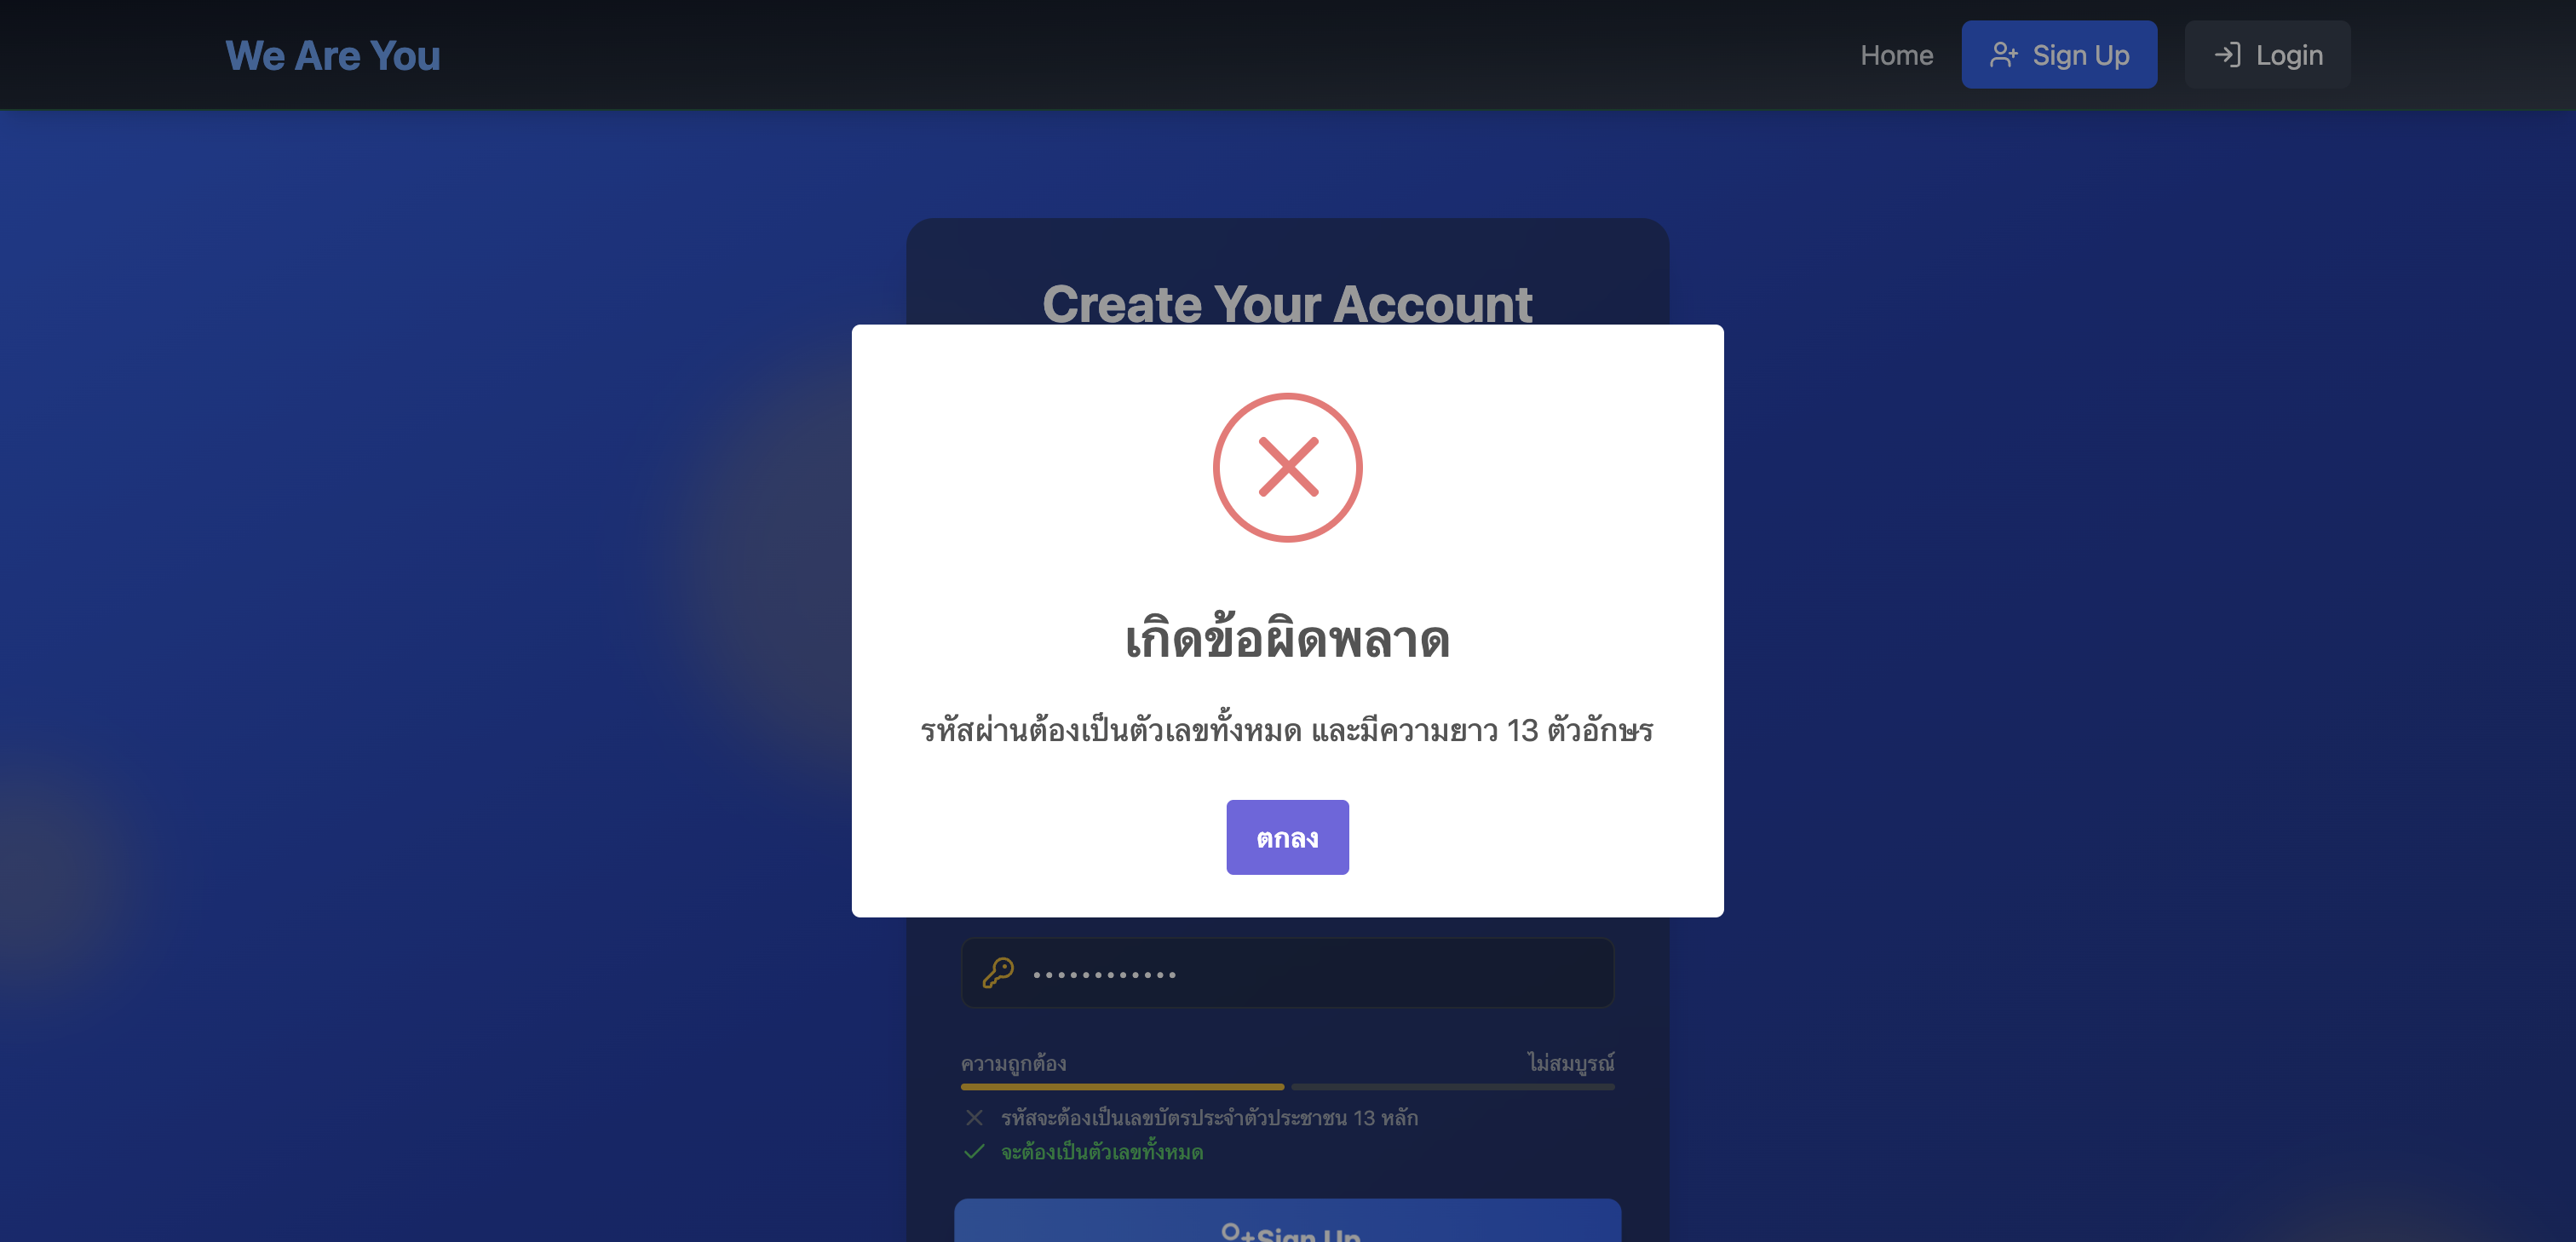 We Are You
Home
Sign Up
Login
Create Your Account
เกิดข้อผิดพลาด
รหัสผ่านต้องเป็นตัวเลขทั้งหมด และมีความยาว 13 ตัวอักษร
ตกลง
ความถูกต้อง
ไม่สมบูรณ์
รหัสจะต้องเป็นเลขบัตรประจำตัวประชาชน 13 หลัก
จะต้องเป็นตัวเลขทั้งหมด
Sign Up